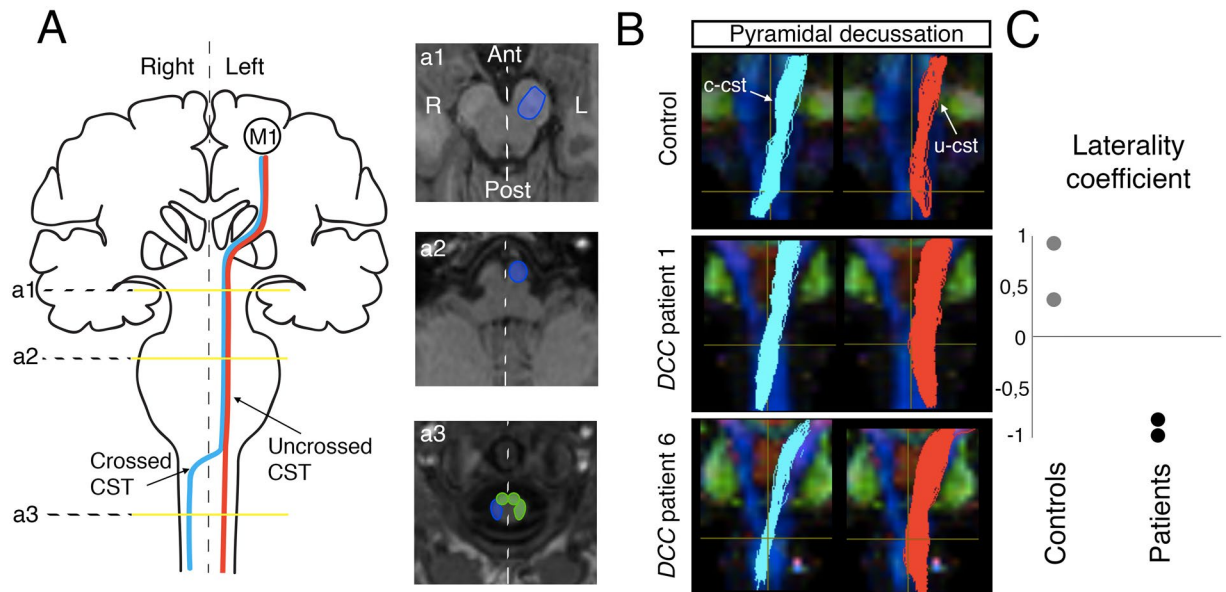 A
Right
Left
M1
a1
a2
Crossed
CST
Uncrossed
CST
a3
a1
Ant
R
L
Post
a2
a3
B
Pyramidal decussation
Control
c-cst
u-cst
DCC patient 1
DCC patient 6
C
Laterality
coefficient
1
0,5
0
-0,5
-1
Controls
Patients